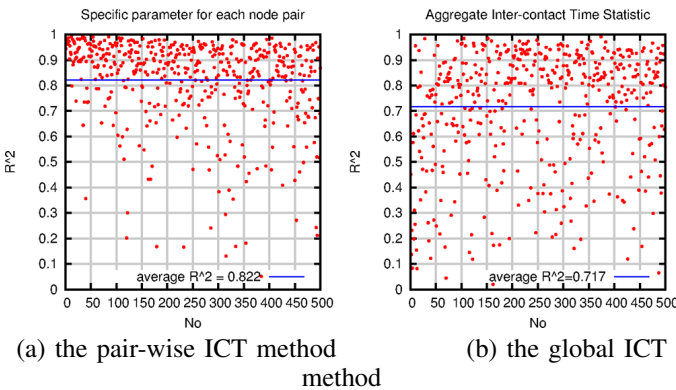 Specific parameter for each node pair
1
0.9
0.8
0.7
0.6
0.5
0.4
0.3
0.2
0.1
0
R^2
average R^2 = 0.822
0 50 100 150 200 250 300 350 400 450 500
No
(a) the pair-wise ICT method
Aggregate Inter-contact Time Statistic
1
0.9
0.8
0.7
0.6
0.5
0.4
0.3
0.2
0.1
0
R^2
average R^2=0.717
0 50 100 150 200 250 300 350 400 450 500
No
(b) the global ICT
method